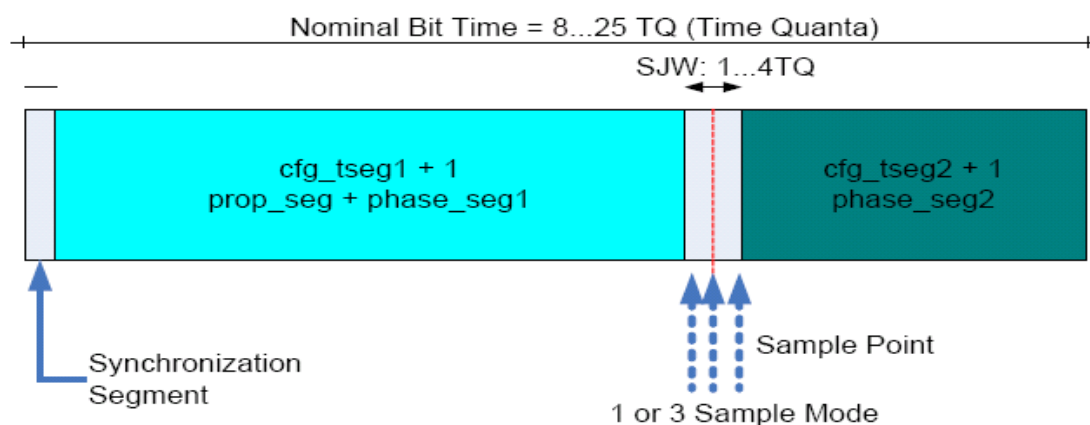 Nominal Bit Time = 8...25 TQ (Time Quanta)
SJW: 1...4TQ
cfg_tseg1 + 1
prop_seg + phase_seg1
cfg_tseg2 + 1
phase_seg2
Synchronization
Segment
Sample Point
1 or 3 Sample Mode